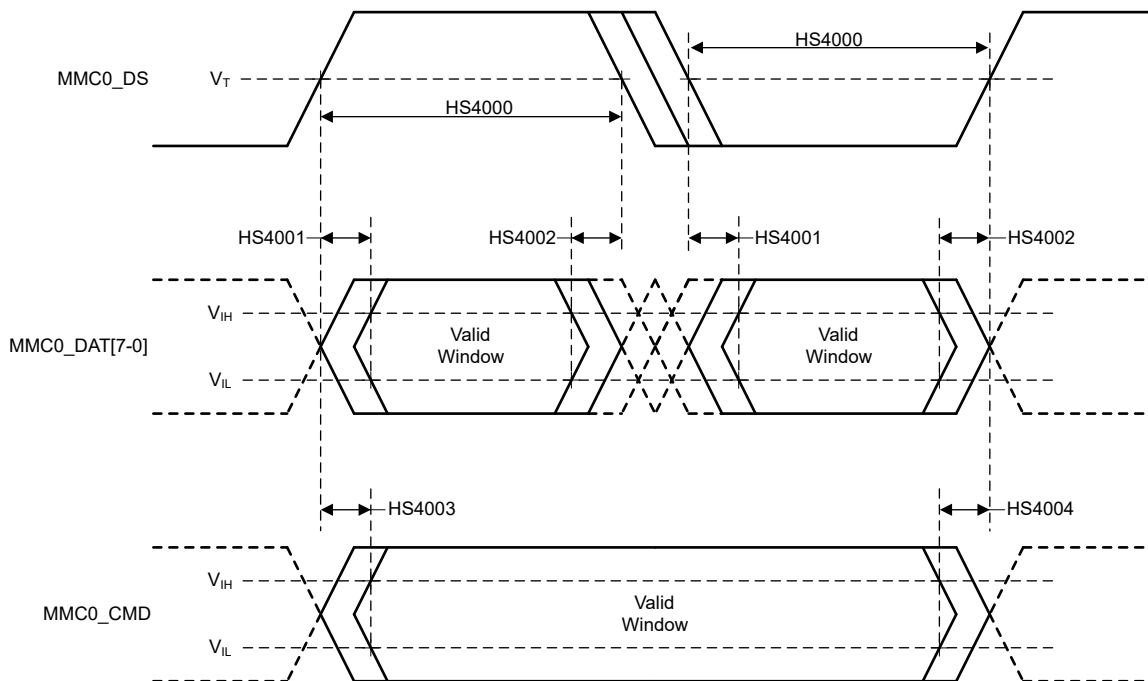 HS4000
MMC0_DS
VT
HS4000
HS4001
HS4002
HS4001
HS4002
VIH
MMC0_DAT[7-0]
Valid
Window
Valid
Window
VIL
HS4003
HS4004
VIH
MMC0_CMD
Valid
Window
VIL